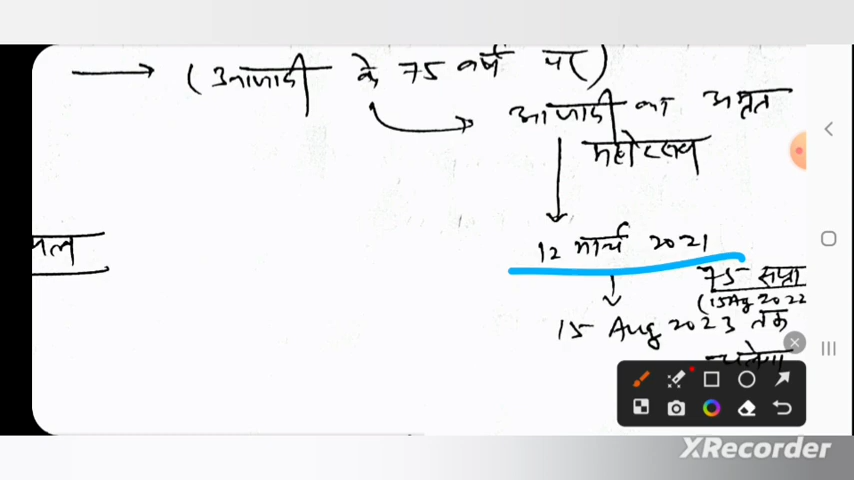 (आजादी के 75 वर्ष पर)
आजादी का अमृत
महोत्सव
12 मार्च 2021
75 सप्ता
(15 Aug 2022
15 Aug 2023 तक
चलेगा
XRecorder